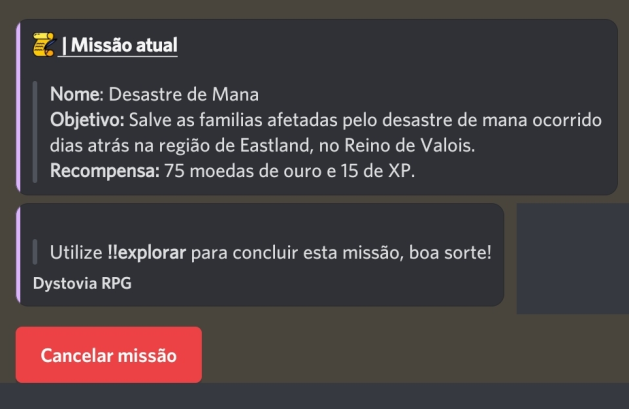 | Missão atual
Nome: Desastre de Mana
Objetivo: Salve as familias afetadas pelo desastre de mana ocorrido
dias atrás na região de Eastland, no Reino de Valois.
Recompensa: 75 moedas de ouro e 15 de XP.
Utilize !!explorar para concluir esta missão, boa sorte!
Dystovia RPG
Cancelar missão